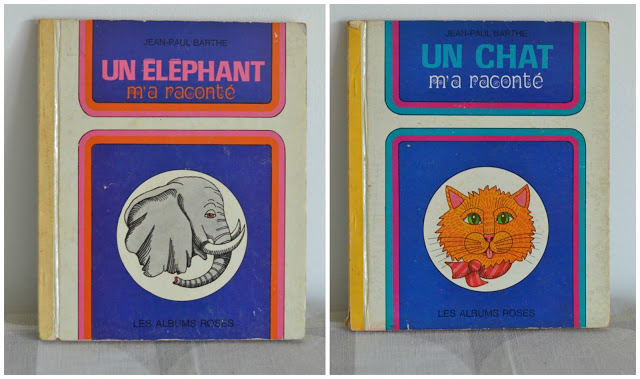 JEAN-PAUL BARTHE
UN ÉLÉPHANT
m'a raconté
LES ALBUMS ROSES
JEAN-PAUL BARTHE
UN CHAT
m'a raconté
LES ALBUMS ROSES